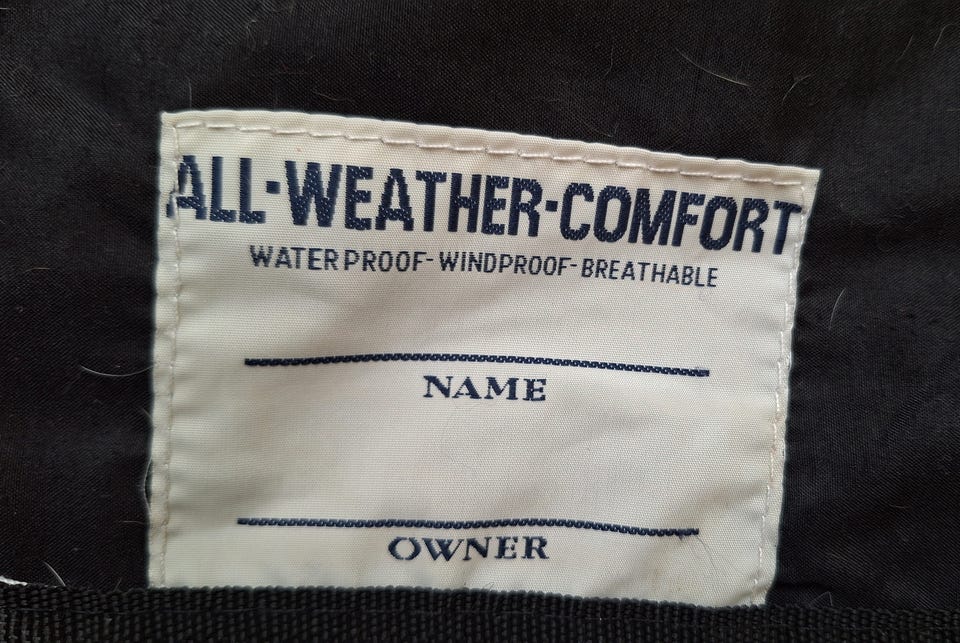 ALL-WEATHER-COMFORT
WATERPROOF-WINDPROOF-BREATHABLE
NAME
OWNER